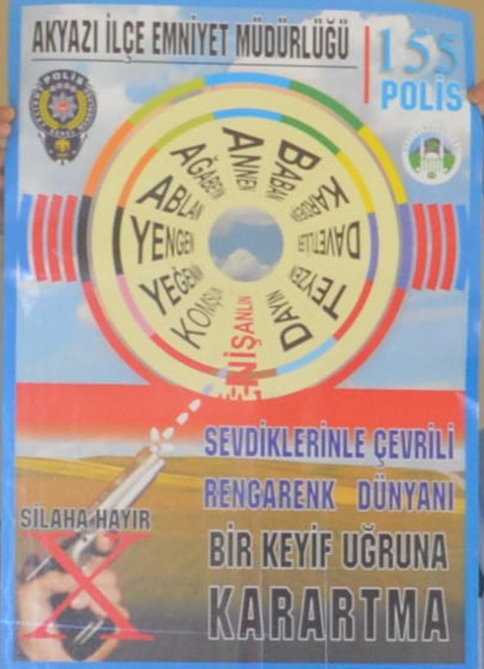 AKYAZI İLÇE EMNİYET MÜDÜRLÜĞÜ
155
POLİS
POLİS
BABAN
KARDEŞİN
DAVETLİLER
TEYZEN
DAYIN
NİŞANLIN
KOMŞUN
YEĞENİN
YENGEN
ABLAN
AĞABEYİN
ANNEN
SEVDİKLERİNLE ÇEVRİLİ
RENGARENK DÜNYANI
SİLAHA HAYIR
BİR KEYİF UĞRUNA
KARARTMA